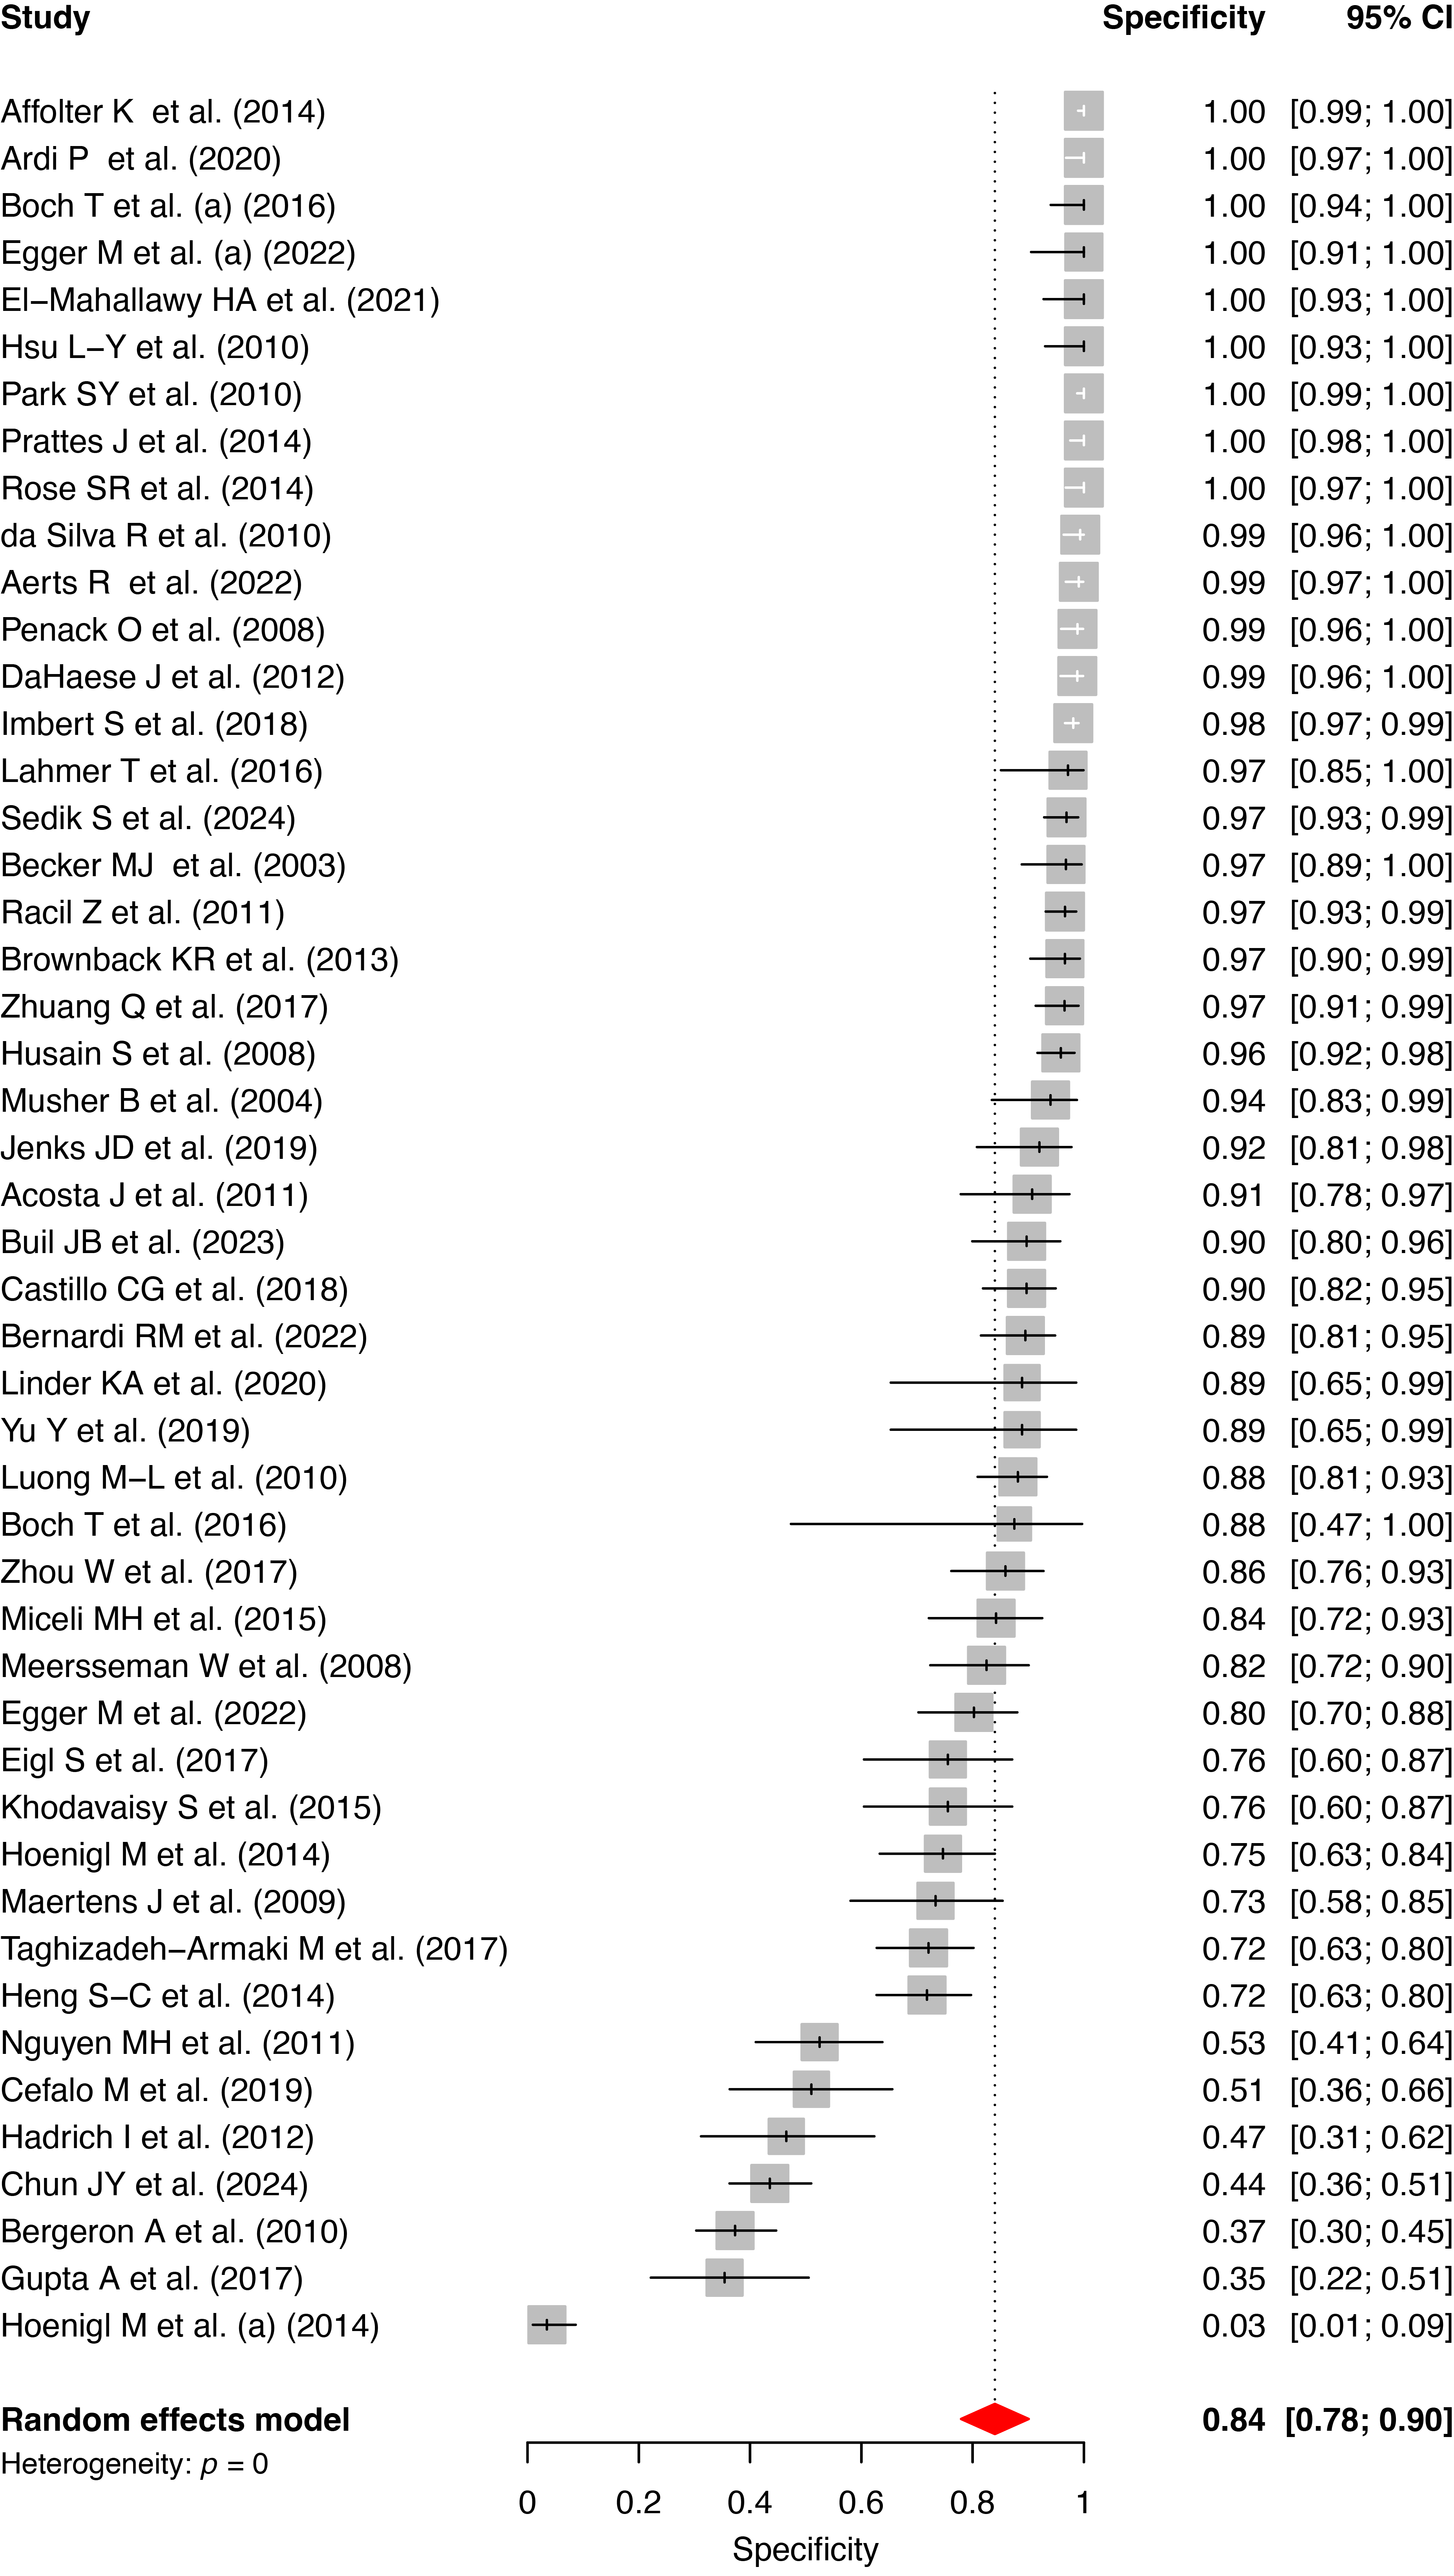 Study Specificity 95% CI
Affolter K et al. (2014) 1.00 [0.99; 1.00]
Ardi P et al. (2020) 1.00 [0.97; 1.00]
Boch T et al. (a) (2016) 1.00 [0.94; 1.00]
Egger M et al. (a) (2022) 1.00 [0.91; 1.00]
El−Mahallawy HA et al. (2021) 1.00 [0.93; 1.00]
Hsu L−Y et al. (2010) 1.00 [0.93; 1.00]
Park SY et al. (2010) 1.00 [0.99; 1.00]
Prattes J et al. (2014) 1.00 [0.98; 1.00]
Rose SR et al. (2014) 1.00 [0.97; 1.00]
da Silva R et al. (2010) 0.99 [0.96; 1.00]
Aerts R et al. (2022) 0.99 [0.97; 1.00]
Penack O et al. (2008) 0.99 [0.96; 1.00]
DaHaese J et al. (2012) 0.99 [0.96; 1.00]
Imbert S et al. (2018) 0.98 [0.97; 0.99]
Lahmer T et al. (2016) 0.97 [0.85; 1.00]
Sedik S et al. (2024) 0.97 [0.93; 0.99]
Becker MJ et al. (2003) 0.97 [0.89; 1.00]
Racil Z et al. (2011) 0.97 [0.93; 0.99]
Brownback KR et al. (2013) 0.97 [0.90; 0.99]
Zhuang Q et al. (2017) 0.97 [0.91; 0.99]
Husain S et al. (2008) 0.96 [0.92; 0.98]
Musher B et al. (2004) 0.94 [0.83; 0.99]
Jenks JD et al. (2019) 0.92 [0.81; 0.98]
Acosta J et al. (2011) 0.91 [0.78; 0.97]
Buil JB et al. (2023) 0.90 [0.80; 0.96]
Castillo CG et al. (2018) 0.90 [0.82; 0.95]
Bernardi RM et al. (2022) 0.89 [0.81; 0.95]
Linder KA et al. (2020) 0.89 [0.65; 0.99]
Yu Y et al. (2019) 0.89 [0.65; 0.99]
Luong M−L et al. (2010) 0.88 [0.81; 0.93]
Boch T et al. (2016) 0.88 [0.47; 1.00]
Zhou W et al. (2017) 0.86 [0.76; 0.93]
Miceli MH et al. (2015) 0.84 [0.72; 0.93]
Meersseman W et al. (2008) 0.82 [0.72; 0.90]
Egger M et al. (2022) 0.80 [0.70; 0.88]
Eigl S et al. (2017) 0.76 [0.60; 0.87]
Khodavaisy S et al. (2015) 0.76 [0.60; 0.87]
Hoenigl M et al. (2014) 0.75 [0.63; 0.84]
Maertens J et al. (2009) 0.73 [0.58; 0.85]
Taghizadeh−Armaki M et al. (2017) 0.72 [0.63; 0.80]
Heng S−C et al. (2014) 0.72 [0.63; 0.80]
Nguyen MH et al. (2011) 0.53 [0.41; 0.64]
Cefalo M et al. (2019) 0.51 [0.36; 0.66]
Hadrich I et al. (2012) 0.47 [0.31; 0.62]
Chun JY et al. (2024) 0.44 [0.36; 0.51]
Bergeron A et al. (2010) 0.37 [0.30; 0.45]
Gupta A et al. (2017) 0.35 [0.22; 0.51]
Hoenigl M et al. (a) (2014) 0.03 [0.01; 0.09]
Random effects model 0.84 [0.78; 0.90]
Heterogeneity: p = 0
0 0.2 0.4 0.6 0.8 1
Specificity